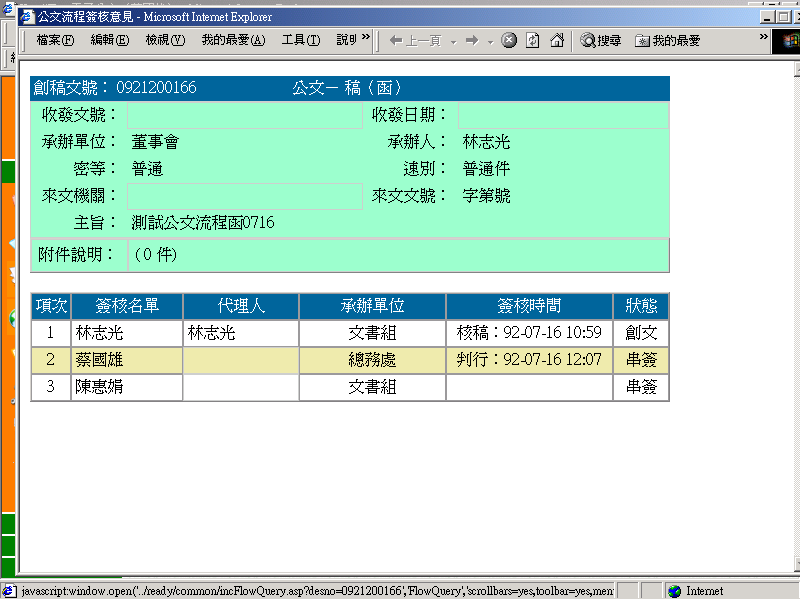 公文流程簽核意見 - Microsoft Internet Explorer
檔案(F) 編輯(E) 檢視(V) 我的最愛(A) 工具(T) 說明 » 上一頁 搜尋 我的最愛 »
創稿文號： 0921200166 公文一 稿（函）
收發文號： 收發日期：
承辦單位： 董事會 承辦人： 林志光
密等： 普通 速別： 普通件
來文機關： 來文文號： 字第號
主旨： 測試公文流程函0716
附件說明： （0 件）
項次 簽核名單 代理人 承辦單位 簽核時間 狀態
1 林志光 林志光 文書組 核稿：92-07-16 10:59 創文
2 蔡國雄 總務處 判行：92-07-16 12:07 串簽
3 陳惠娟 文書組 串簽
javascript:window.open('../ready/common/incFlowQuery.asp?desno=0921200166','FlowQuery','scrollbars=yes,toolbar=yes,men Internet